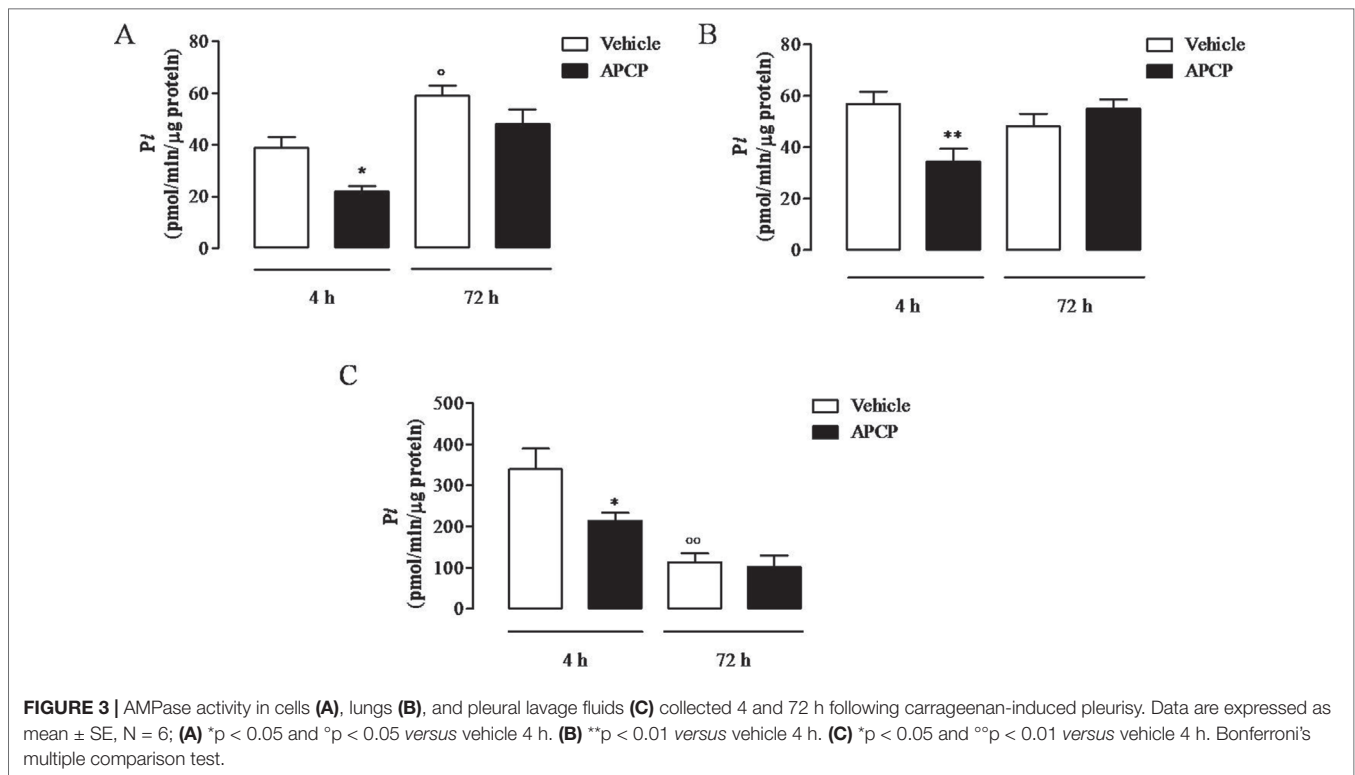 A
Pi
(pmol/min/µg protein)
80
60
40
20
0
Vehicle
APCP
*
°
4 h
72 h
B
Pi
(pmol/min/µg protein)
80
60
40
20
0
Vehicle
APCP
**
4 h
72 h
C
Pi
(pmol/min/µg protein)
500
400
300
200
100
0
Vehicle
APCP
*
°°
4 h
72 h
FIGURE 3 | AMPase activity in cells (A), lungs (B), and pleural lavage fluids (C) collected 4 and 72 h following carrageenan-induced pleurisy. Data are expressed as
mean ± SE, N = 6; (A) *p < 0.05 and °p < 0.05 versus vehicle 4 h. (B) **p < 0.01 versus vehicle 4 h. (C) *p < 0.05 and °°p < 0.01 versus vehicle 4 h. Bonferroni's
multiple comparison test.